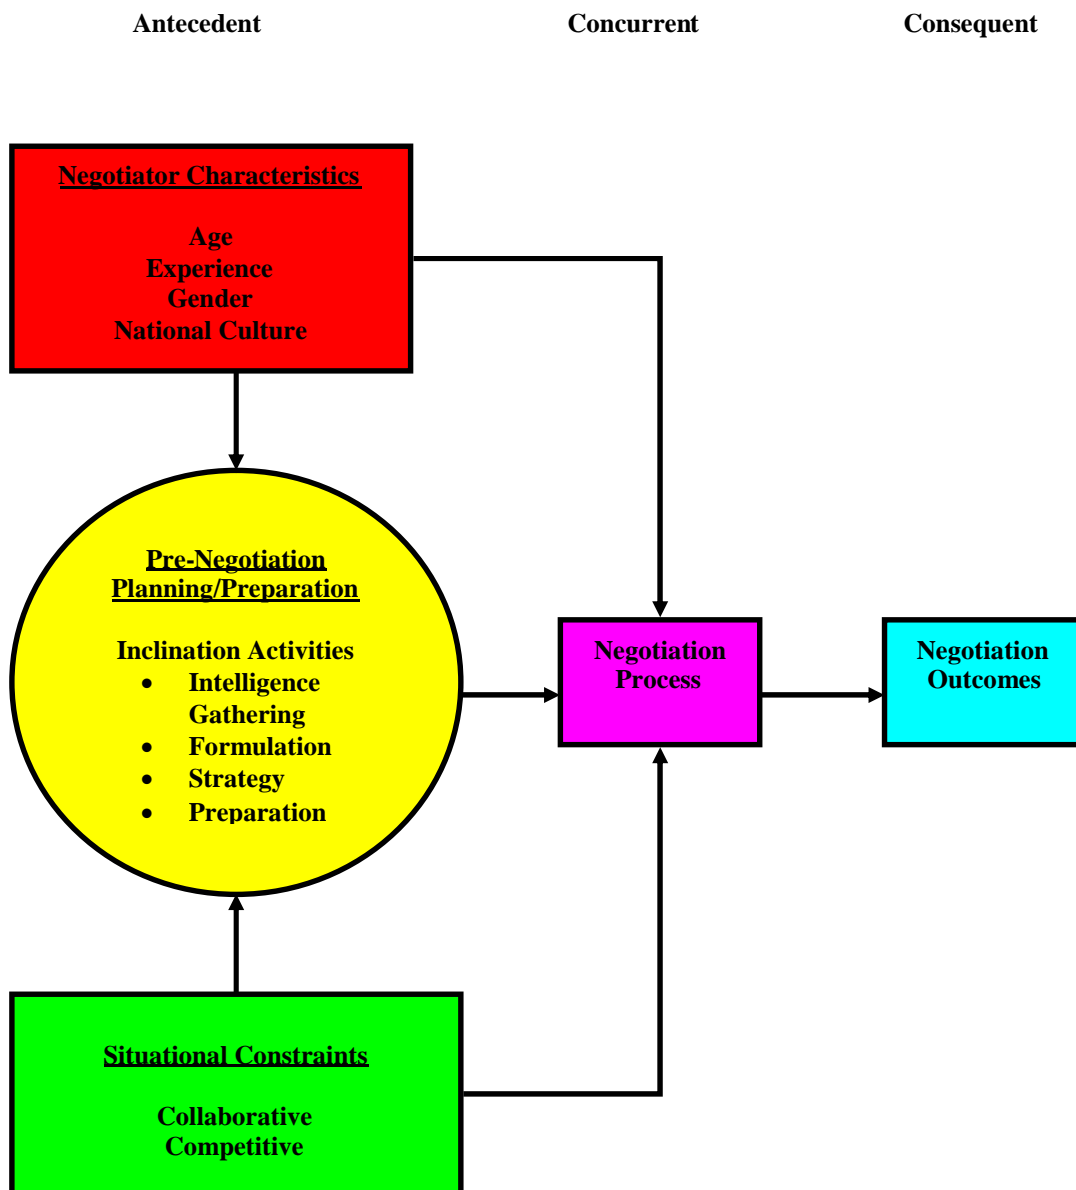 Antecedent Concurrent Consequent
Negotiator Characteristics
Age
Experience
Gender
National Culture
Pre-Negotiation
Planning/Preparation
Inclination Activities
• Intelligence
Gathering
• Formulation
• Strategy
• Preparation
Negotiation
Process
Negotiation
Outcomes
Situational Constraints
Collaborative
Competitive